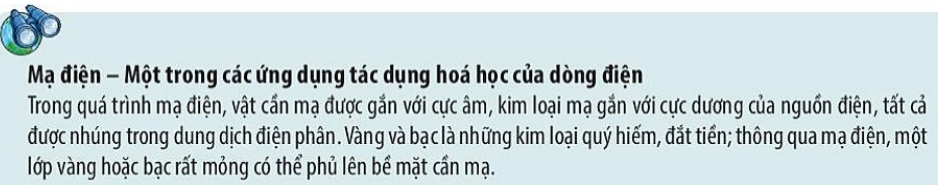 Mạ điện – Một trong các ứng dụng tác dụng hoá học của dòng điện
Trong quá trình mạ điện, vật cần mạ được gắn với cực âm, kim loại mạ gắn với cực dương của nguồn điện, tất cả
được nhúng trong dung dịch điện phân. Vàng và bạc là những kim loại quý hiếm, đắt tiền; thông qua mạ điện, một
lớp vàng hoặc bạc rất mỏng có thể phủ lên bề mặt cần mạ.